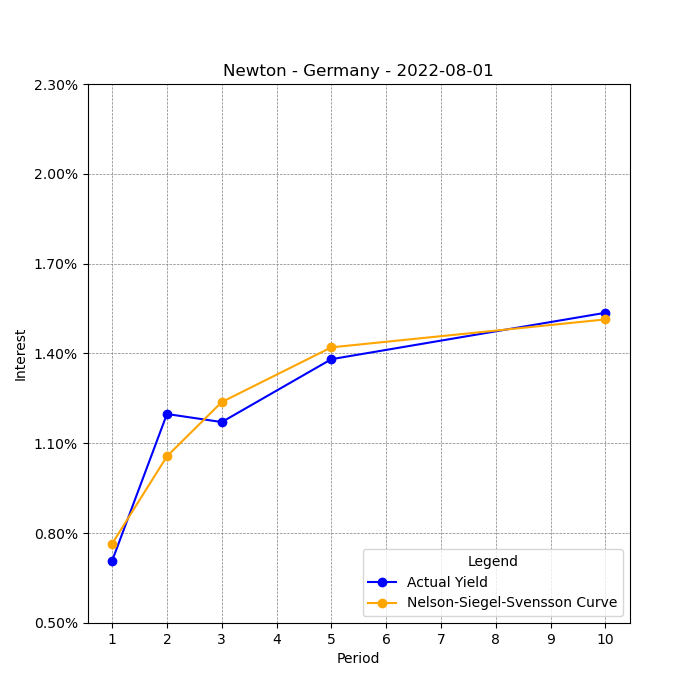 Newton - Germany - 2022-08-01
2.30%
2.00%
1.70%
1.40%
1.10%
0.80%
0.50%
Interest
1 2 3 4 5 6 7 8 9 10
Period
Legend
Actual Yield
Nelson-Siegel-Svensson Curve